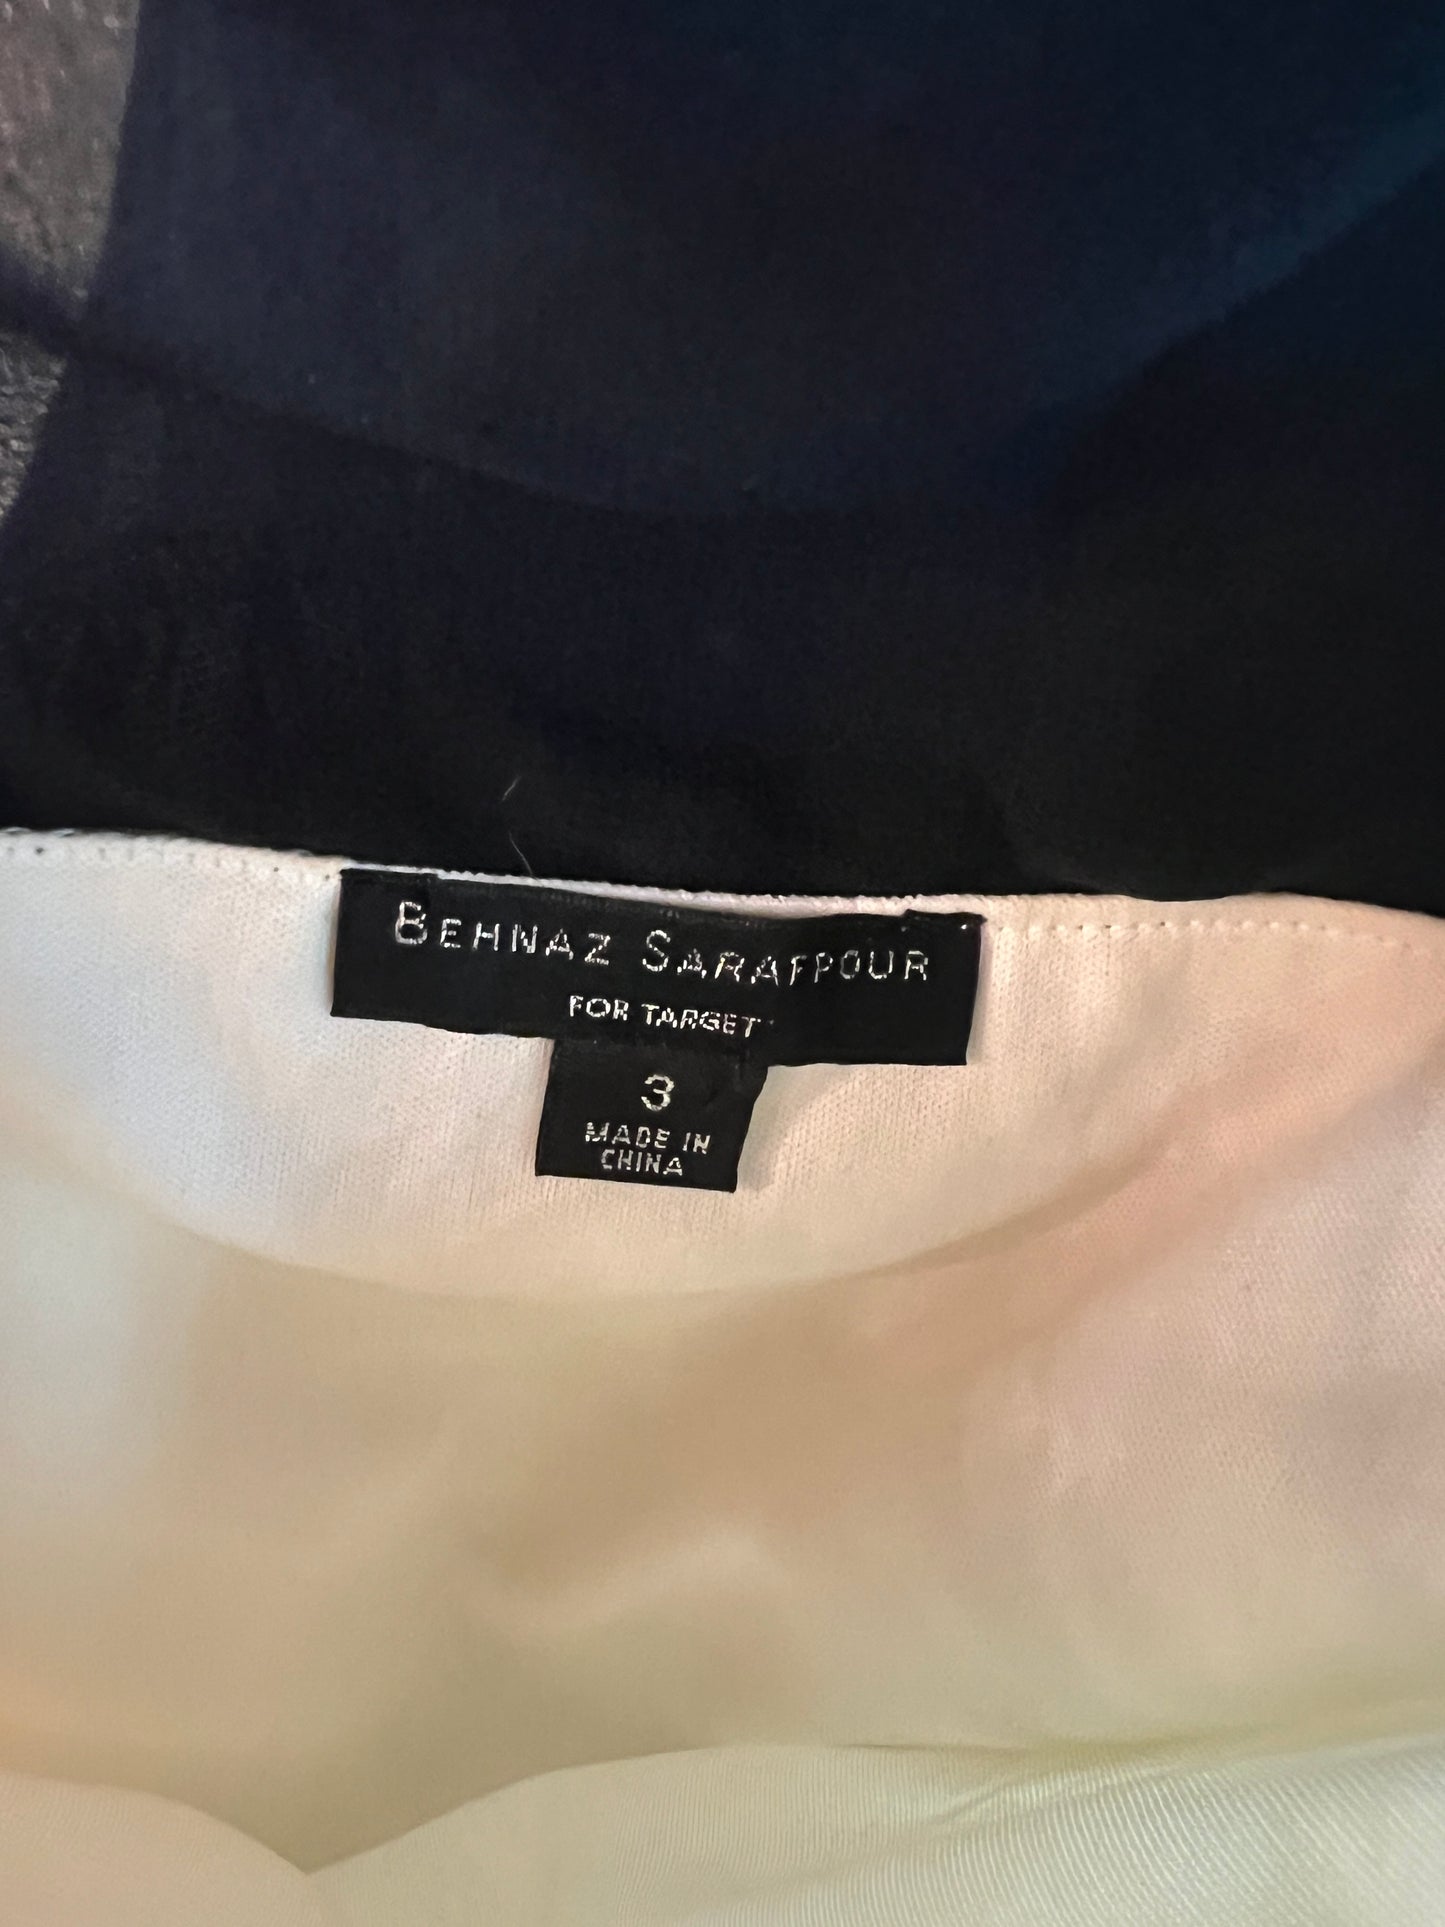 BEHNAZ SARAFPOUR
FOR TARGET
3
MADE IN
CHINA